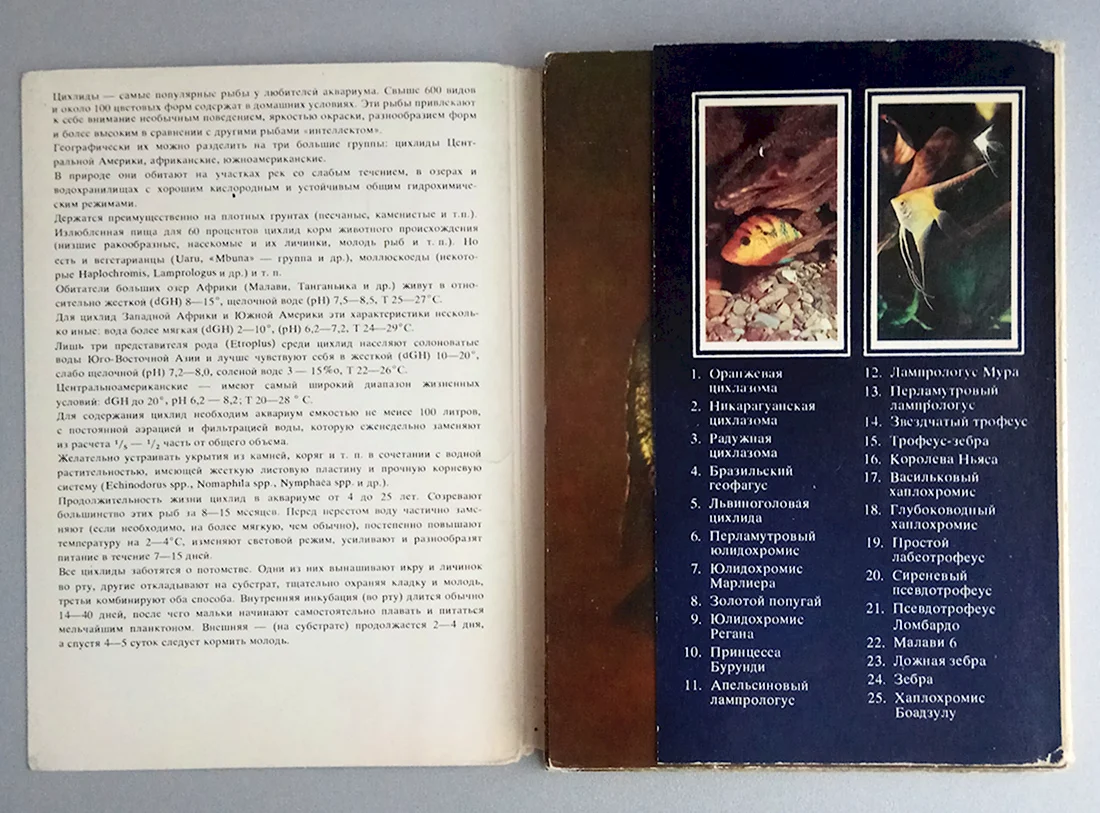 Цихлиды — самые популярные рыбы у любителей аквариума. Свыше 600 видов
и около 100 цветовых форм содержат в домашних условиях. Эти рыбы привлекают
к себе внимание необычным поведением, яркостью окраски, разнообразием форм
и более высоким в сравнении с другими рыбами «интеллектом».
Географически их можно разделить на три большие группы: цихлиды Цент-
ральной Америки, африканские, южноамериканские.
В природе они обитают на участках рек со слабым течением, в озерах и
водохранилищах с хорошим кислородным и устойчивым общим гидрохимиче-
ским режимами.
Держатся преимущественно на плотных грунтах (песчаные, каменистые и т.п.).
Излюбленная пища для 60 процентов цихлид корм животного происхождения
(низшие ракообразные, насекомые и их личинки, молодь рыб и т. п.). Но
есть и вегетарианцы (Uaru, «Mbuna» — группа и др.), моллюскоеды (некото-
рые Haplochromis, Lamprologus и др.) и т. п.
Обитатели больших озер Африки (Малави, Танганьика и др.) живут в отно-
сительно жесткой (dGH) 8—15°, щелочной воде (pH) 7,5—8,5, Т 25—27°С.
Для цихлид Западной Африки и Южной Америки эти характеристики несколь-
ко иные: вода более мягкая (dGH) 2—10°, (pH) 6,2—7,2, Т 24—29°С.
Лишь три представителя рода (Etroplus) среди цихлид населяют солоноватые
воды Юго-Восточной Азии и лучше чувствуют себя в жесткой (dGH) 10—20°,
слабо щелочной (pH) 7,2—8,0, соленой воде 3 — 15‰, Т 22—26°С.
Центральноамериканские — имеют самый широкий диапазон жизненных
условий: dGH до 20°, pH 6,2 — 8,2; Т 20—28 ° С.
Для содержания цихлид необходим аквариум емкостью не менее 100 литров,
с постоянной аэрацией и фильтрацией воды, которую еженедельно заменяют
из расчета ¹/₅ — ¹/₂ часть от общего объема.
Желательно устраивать укрытия из камней, коряг и т. п. в сочетании с водной
растительностью, имеющей жесткую листовую пластину и прочную корневую
систему (Echinodorus spp., Nomaphila spp., Nymphaea spp. и др.).
Продолжительность жизни цихлид в аквариуме от 4 до 25 лет. Созревают
большинство этих рыб за 8—15 месяцев. Перед нерестом воду частично заме-
няют (если необходимо, на более мягкую, чем обычно), постепенно повышают
температуру на 2—4°С, изменяют световой режим, усиливают и разнообразят
питание в течение 7—15 дней.
Все цихлиды заботятся о потомстве. Одни из них вынашивают икру и личинок
во рту, другие откладывают на субстрат, тщательно охраняя кладку и молодь,
третьи комбинируют оба способа. Внутренняя инкубация (во рту) длится обычно
14—40 дней, после чего мальки начинают самостоятельно плавать и питаться
мельчайшим планктоном. Внешняя — (на субстрате) продолжается 2—4 дня,
а спустя 4—5 суток следует кормить молодь.
1. Оранжевая
цихлазома
2. Никарагуанская
цихлазома
3. Радужная
цихлазома
4. Бразильский
геофагус
5. Львиноголовая
цихлида
6. Перламутровый
юлидохромис
7. Юлидохромис
Марлиера
8. Золотой попугай
9. Юлидохромис
Регана
10. Принцесса
Бурунди
11. Апельсиновый
лампрологус
12. Лампрологус Мура
13. Перламутровый
лампрологус
14. Звездчатый трофеус
15. Трофеус-зебра
16. Королева Ньяса
17. Васильковый
хаплохромис
18. Глубоководный
хаплохромис
19. Простой
лабеотрофеус
20. Сиреневый
псевдотрофеус
21. Псевдотрофеус
Ломбардо
22. Малави 6
23. Ложная зебра
24. Зебра
25. Хаплохромис
Боадзулу